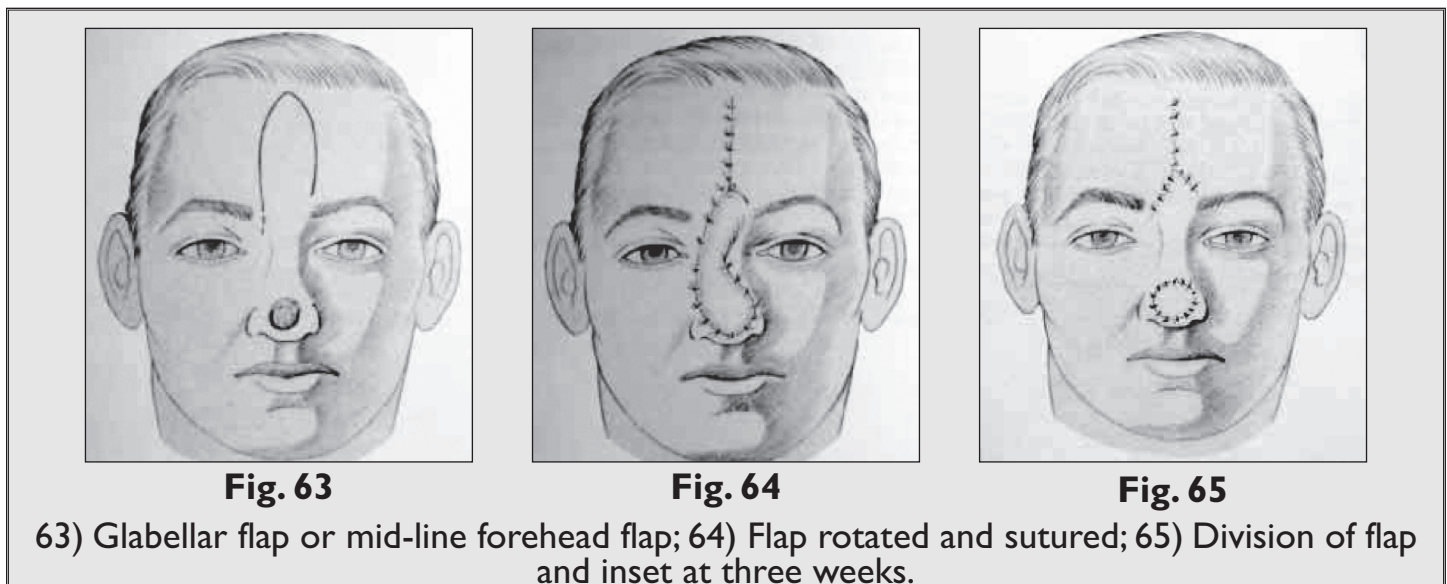 Fig. 63
Fig. 64
Fig. 65
63) Glabellar flap or mid-line forehead flap; 64) Flap rotated and sutured; 65) Division of flap
and inset at three weeks.